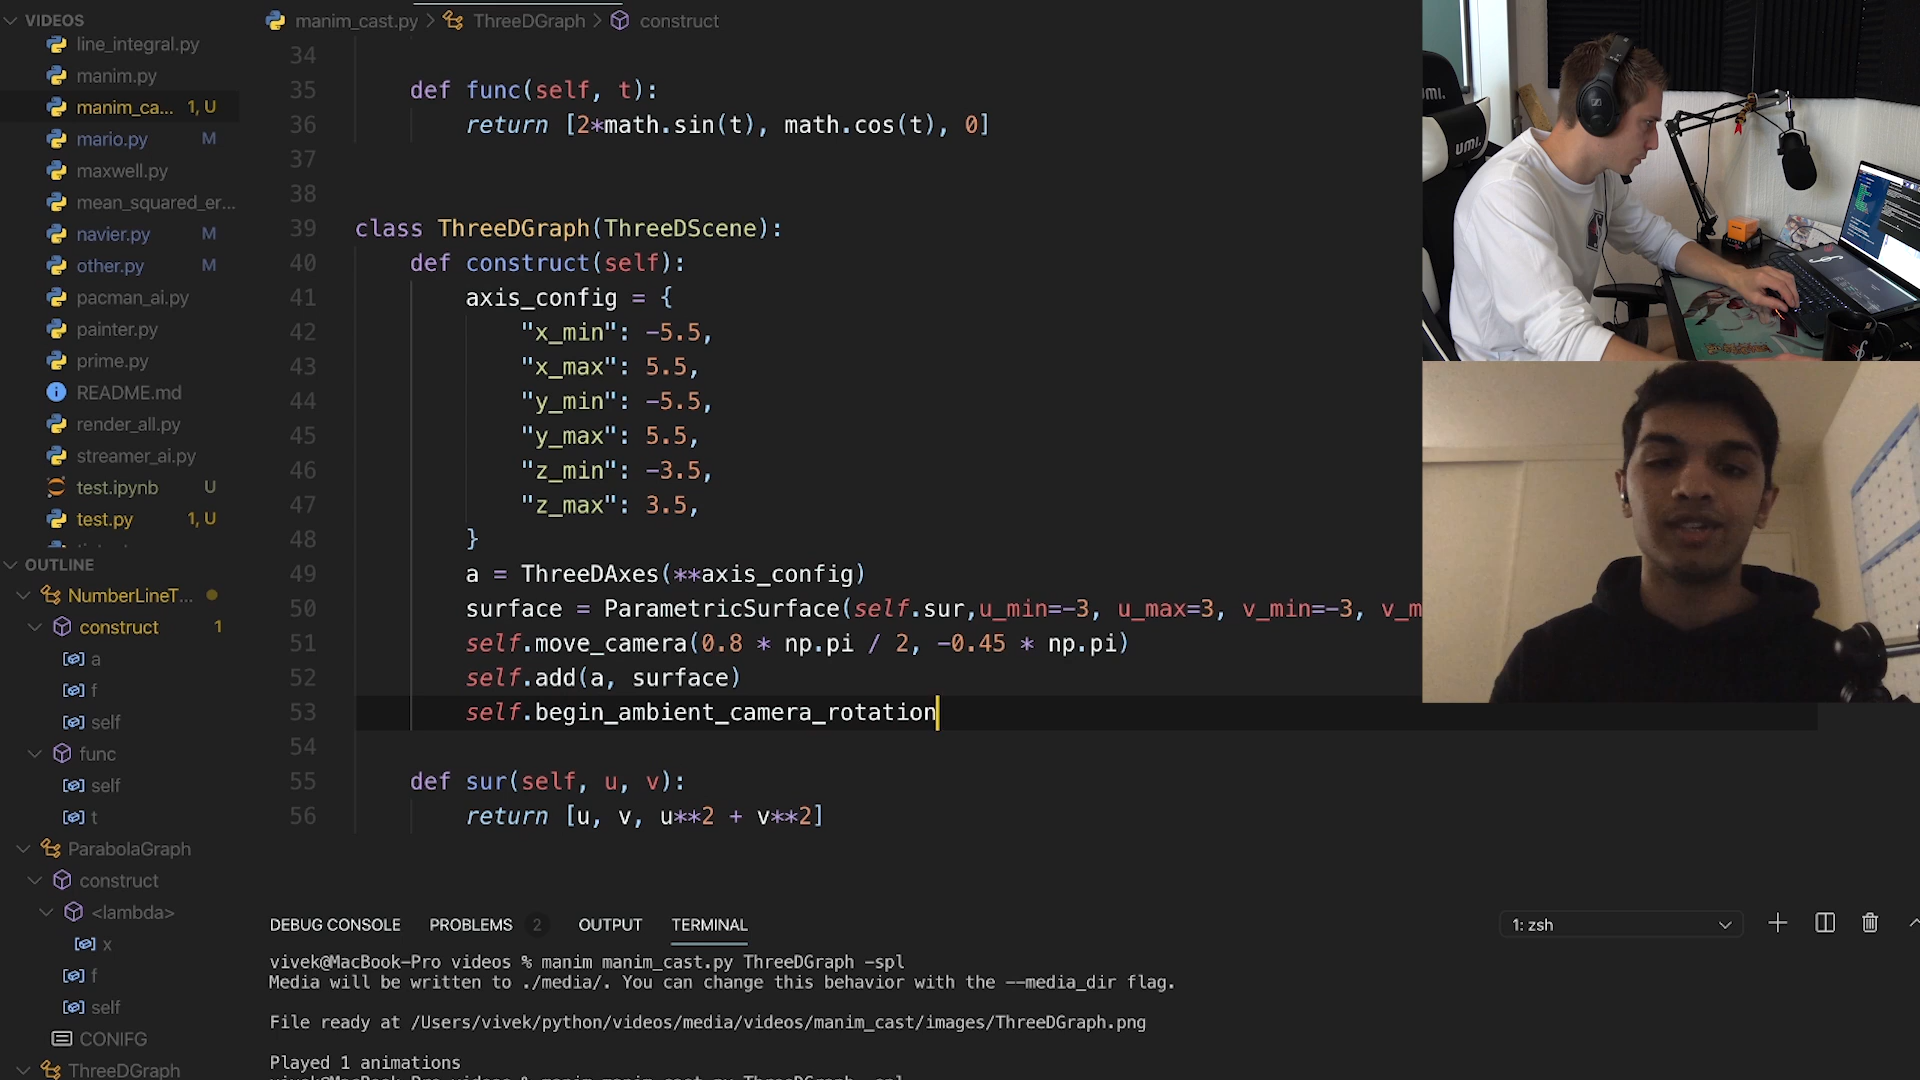 VIDEOS
line_integral.py
manim.py
manim_ca... 1, U
mario.py M
maxwell.py
mean_squared_er...
navier.py M
other.py M
pacman_ai.py
painter.py
prime.py
README.md
render_all.py
streamer_ai.py
test.ipynb U
test.py 1, U
OUTLINE
NumberLineT...
construct 1
a
f
self
func
self
t
ParabolaGraph
construct
<lambda>
x
f
self
CONIFG
ThreeDGraph
manim_cast.py > ThreeDGraph > construct
34
35 def func(self, t):
36 return [2*math.sin(t), math.cos(t), 0]
37
38
39 class ThreeDGraph(ThreeDScene):
40 def construct(self):
41 axis_config = {
42 "x_min": -5.5,
43 "x_max": 5.5,
44 "y_min": -5.5,
45 "y_max": 5.5,
46 "z_min": -3.5,
47 "z_max": 3.5,
48 }
49 a = ThreeDAxes(**axis_config)
50 surface = ParametricSurface(self.sur,u_min=-3, u_max=3, v_min=-3, v_m
51 self.move_camera(0.8 * np.pi / 2, -0.45 * np.pi)
52 self.add(a, surface)
53 self.begin_ambient_camera_rotation
54
55 def sur(self, u, v):
56 return [u, v, u**2 + v**2]
DEBUG CONSOLE PROBLEMS 2 OUTPUT TERMINAL 1: zsh
vivek@MacBook-Pro videos % manim manim_cast.py ThreeDGraph -spl
Media will be written to ./media/. You can change this behavior with the --media_dir flag.
File ready at /Users/vivek/python/videos/media/videos/manim_cast/images/ThreeDGraph.png
Played 1 animations
umi.
umi.